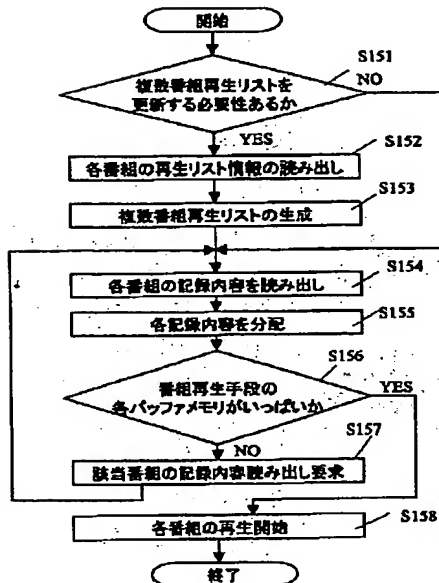 開始
S151
複数番組再生リストを
更新する必要性あるか
NO
YES
S152
各番組の再生リスト情報の読み出し
S153
複数番組再生リストの生成
S154
各番組の記録内容を読み出し
S155
各記録内容を分配
S156
番組再生手段の
各バッファメモリがいっぱいか
YES
NO
S157
該当番組の記録内容読み出し要求
S158
各番組の再生開始
終了